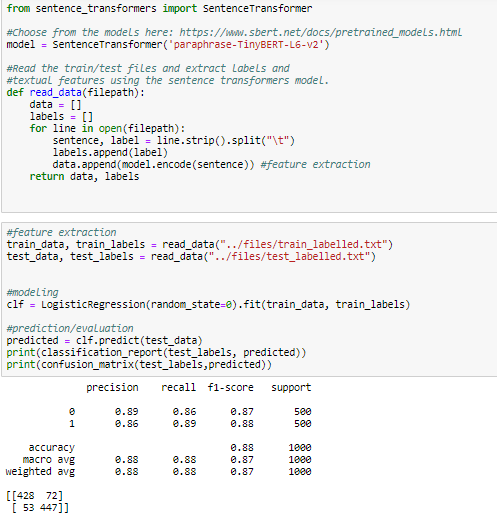 from sentence_transformers import SentenceTransformer
#Choose from the models here: https://www.sbert.net/docs/pretrained_models.html
model = SentenceTransformer('paraphrase-TinyBERT-L6-v2')
#Read the train/test files and extract labels and
#textual features using the sentence transformers model.
def read_data(filepath):
    data = []
    labels = []
    for line in open(filepath):
        sentence, label = line.strip().split("\t")
        labels.append(label)
        data.append(model.encode(sentence)) #feature extraction
    return data, labels
#feature extraction
train_data, train_labels = read_data("../files/train_labelled.txt")
test_data, test_labels = read_data("../files/test_labelled.txt")
#modeling
clf = LogisticRegression(random_state=0).fit(train_data, train_labels)
#prediction/evaluation
predicted = clf.predict(test_data)
print(classification_report(test_labels, predicted))
print(confusion_matrix(test_labels,predicted))
precision recall f1-score support
0 0.89 0.86 0.87 500
1 0.86 0.89 0.88 500
accuracy 0.88 1000
macro avg 0.88 0.88 0.87 1000
weighted avg 0.88 0.88 0.87 1000
[[428 72]
[ 53 447]]